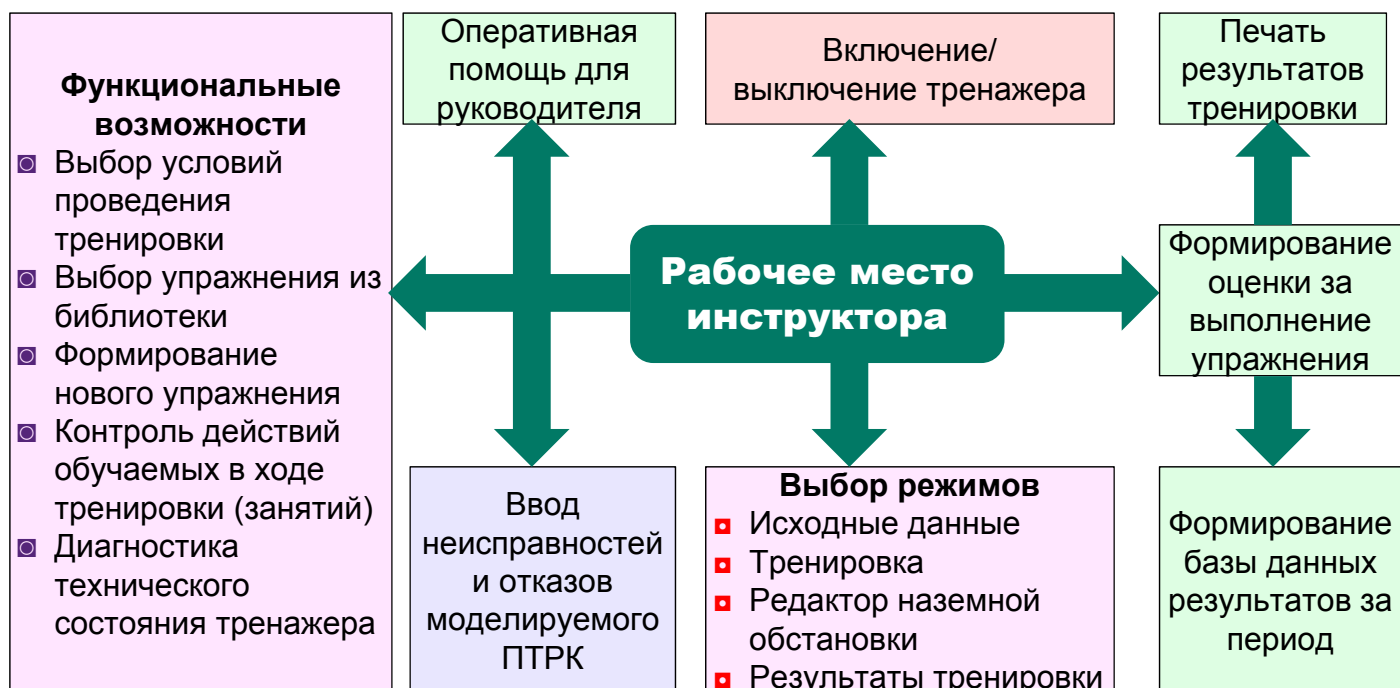 Функциональные
возможности
Выбор условий
проведения
тренировки
Выбор упражнения из
библиотеки
Формирование
нового упражнения
Контроль действий
обучаемых в ходе
тренировки (занятий)
Диагностика
технического
состояния тренажера
Оперативная
помощь для
руководителя
Включение/
выключение тренажера
Печать
результатов
тренировки
Рабочее место
инструктора
Формирование
оценки за
выполнение
упражнения
Ввод
неисправностей
и отказов
моделируемого
ПТРК
Выбор режимов
Исходные данные
Тренировка
Редактор наземной
обстановки
Результаты тренировки
Формирование
базы данных
результатов за
период